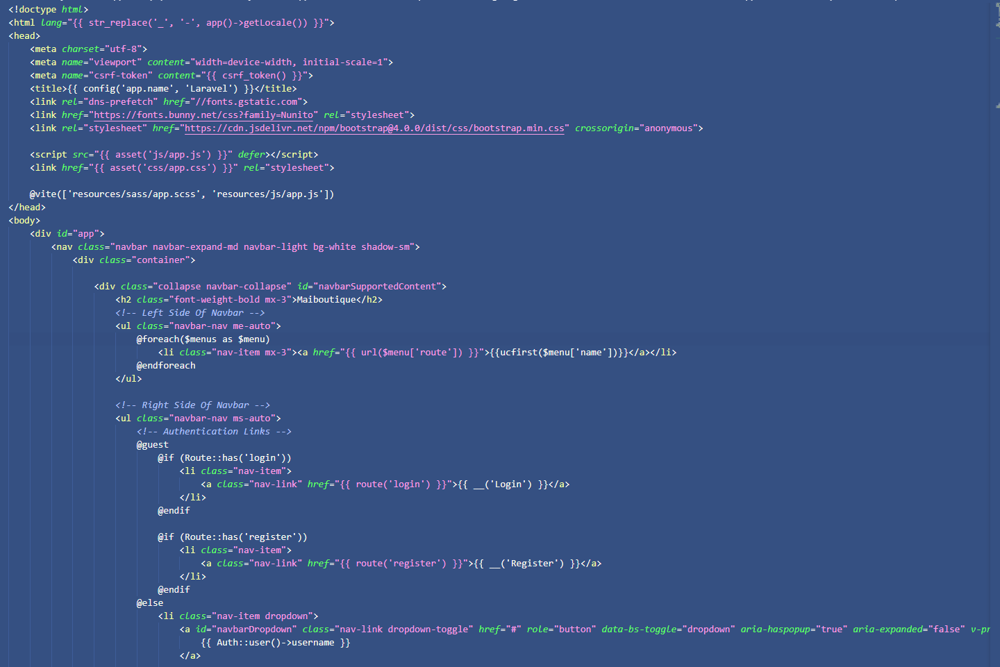 <!doctype html>
<html lang="{{ str_replace('_', '-', app()->getLocale()) }}">
<head>
    <meta charset="utf-8">
    <meta name="viewport" content="width=device-width, initial-scale=1">
    <meta name="csrf-token" content="{{ csrf_token() }}">
    <title>{{ config('app.name', 'Laravel') }}</title>
    <link rel="dns-prefetch" href="//fonts.gstatic.com">
    <link href="https://fonts.bunny.net/css?family=Nunito" rel="stylesheet">
    <link rel="stylesheet" href="https://cdn.jsdelivr.net/npm/bootstrap@4.0.0/dist/css/bootstrap.min.css" crossorigin="anonymous">
    <script src="{{ asset('js/app.js') }}" defer></script>
    <link href="{{ asset('css/app.css') }}" rel="stylesheet">
    @vite(['resources/sass/app.scss', 'resources/js/app.js'])
</head>
<body>
    <div id="app">
        <nav class="navbar navbar-expand-md navbar-light bg-white shadow-sm">
            <div class="container">
                <div class="collapse navbar-collapse" id="navbarSupportedContent">
                    <h2 class="font-weight-bold mx-3">Maiboutique</h2>
                    <!-- Left Side Of Navbar -->
                    <ul class="navbar-nav me-auto">
                        @foreach($menus as $menu)
                            <li class="nav-item mx-3"><a href="{{ url($menu['route']) }}">{{ucfirst($menu['name'])}}</a></li>
                        @endforeach
                    </ul>
                    <!-- Right Side Of Navbar -->
                    <ul class="navbar-nav ms-auto">
                        <!-- Authentication Links -->
                        @guest
                            @if (Route::has('login'))
                                <li class="nav-item">
                                    <a class="nav-link" href="{{ route('login') }}">{{ __('Login') }}</a>
                                </li>
                            @endif
                            @if (Route::has('register'))
                                <li class="nav-item">
                                    <a class="nav-link" href="{{ route('register') }}">{{ __('Register') }}</a>
                                </li>
                            @endif
                        @else
                            <li class="nav-item dropdown">
                                <a id="navbarDropdown" class="nav-link dropdown-toggle" href="#" role="button" data-bs-toggle="dropdown" aria-haspopup="true" aria-expanded="false" v-pr
                                    {{ Auth::user()->username }}
                                </a>